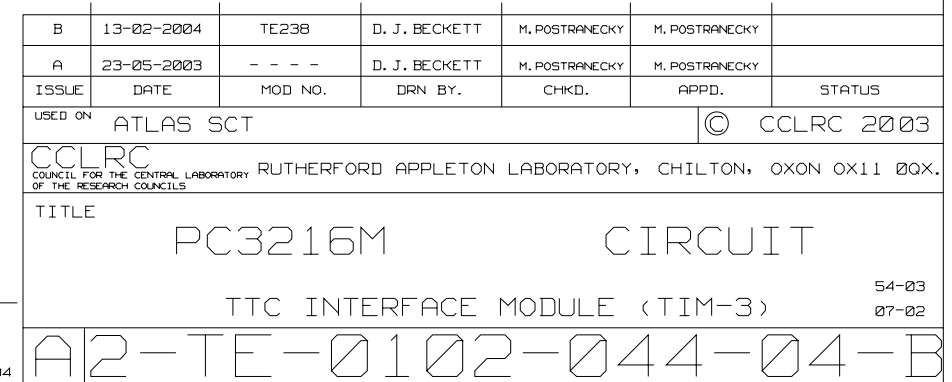 B 13-02-2004 TE238 D. J. BECKETT M. POSTRANECKY M. POSTRANECKY
A 23-05-2003 - - - - D. J. BECKETT M. POSTRANECKY M. POSTRANECKY
ISSUE DATE MOD NO. DRN BY. CHKD. APPD. STATUS
USED ON ATLAS SCT © CCLRC 2003
CCLRC
COUNCIL FOR THE CENTRAL LABORATORY
OF THE RESEARCH COUNCILS
RUTHERFORD APPLETON LABORATORY, CHILTON, OXON OX11 0QX.
TITLE
PC3216M CIRCUIT
54-03
TTC INTERFACE MODULE (TIM-3)
07-02
A2-TE-0102-044-04-B